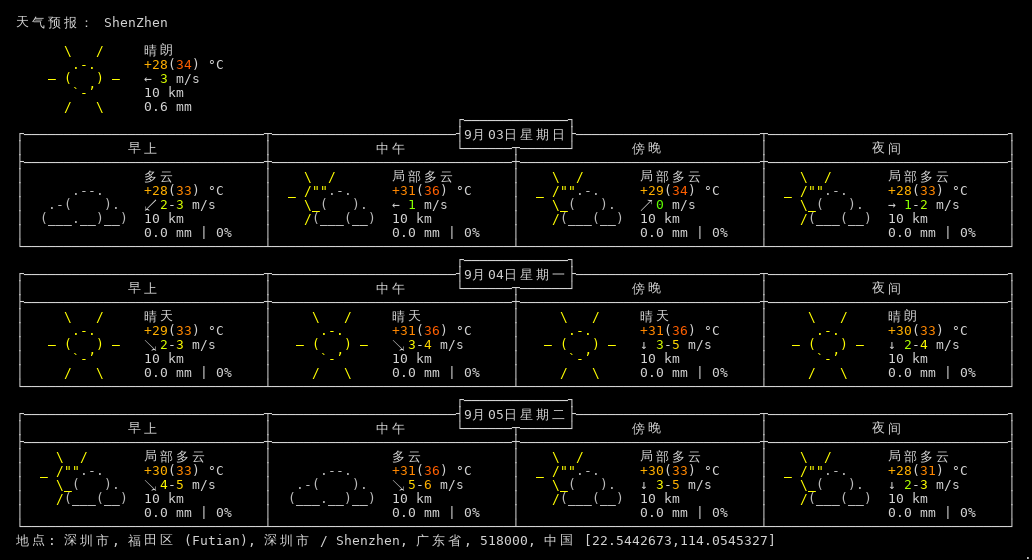 天气预报： ShenZhen
晴朗
+28(34) °C
← 3 m/s
10 km
0.6 mm
9月03日星期日
早上 中午 傍晚 夜间
多云 局部多云 局部多云 局部多云
+28(33) °C +31(36) °C +29(34) °C +28(33) °C
↙ 2-3 m/s ← 1 m/s ↗ 0 m/s → 1-2 m/s
10 km 10 km 10 km 10 km
0.0 mm | 0% 0.0 mm | 0% 0.0 mm | 0% 0.0 mm | 0%
9月04日星期一
早上 中午 傍晚 夜间
晴天 晴天 晴天 晴朗
+29(33) °C +31(36) °C +31(36) °C +30(33) °C
↘ 2-3 m/s ↘ 3-4 m/s ↓ 3-5 m/s ↓ 2-4 m/s
10 km 10 km 10 km 10 km
0.0 mm | 0% 0.0 mm | 0% 0.0 mm | 0% 0.0 mm | 0%
9月05日星期二
早上 中午 傍晚 夜间
局部多云 多云 局部多云 局部多云
+30(33) °C +31(36) °C +30(33) °C +28(31) °C
↘ 4-5 m/s ↘ 5-6 m/s ↓ 3-5 m/s ↓ 2-3 m/s
10 km 10 km 10 km 10 km
0.0 mm | 0% 0.0 mm | 0% 0.0 mm | 0% 0.0 mm | 0%
地点: 深圳市, 福田区 (Futian), 深圳市 / Shenzhen, 广东省, 518000, 中国 [22.5442673,114.0545327]